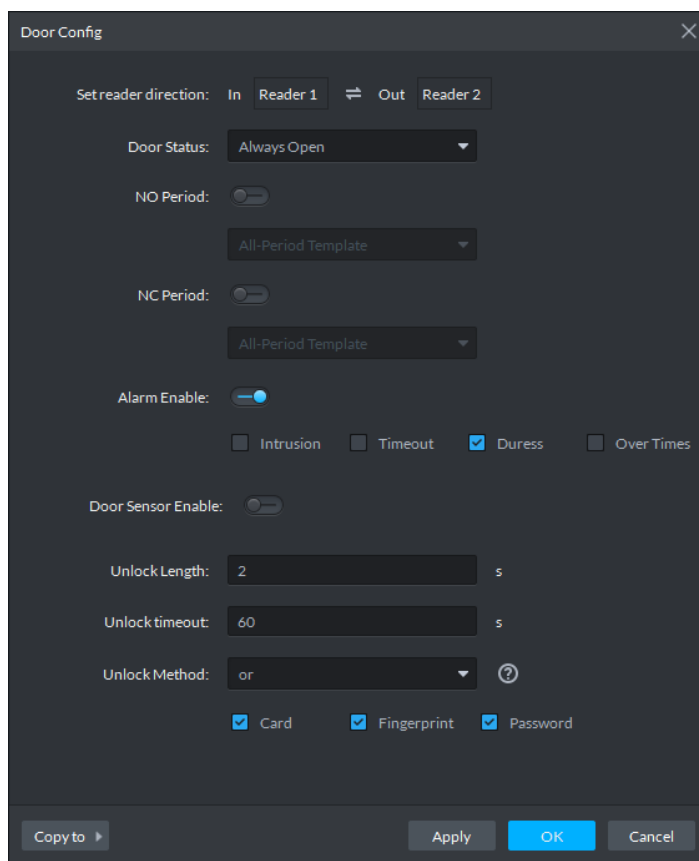 Door Config
Set reader direction: In Reader 1 ⇌ Out Reader 2
Door Status: Always Open
NO Period:
All-Period Template
NC Period:
All-Period Template
Alarm Enable:
Intrusion Timeout Duress Over Times
Door Sensor Enable:
Unlock Length: 2 s
Unlock timeout: 60 s
Unlock Method: or ?
Card Fingerprint Password
Copy to Apply OK Cancel